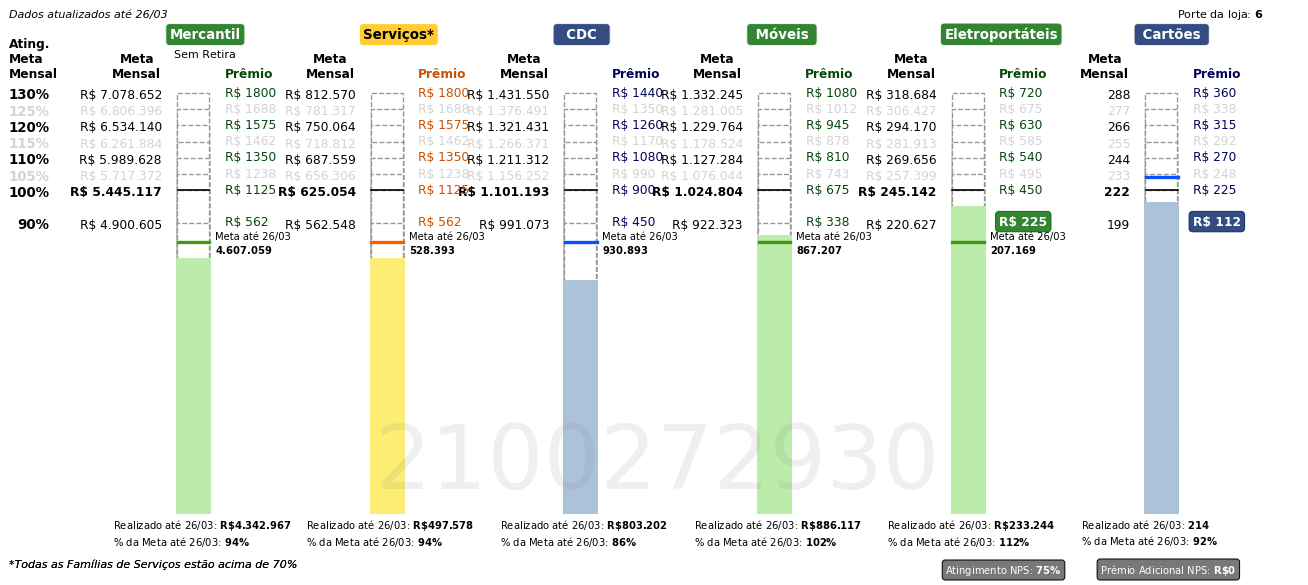 Dados atualizados até 26/03 Porte da loja: 6
Mercantil Serviços* CDC Móveis Eletroportáteis Cartões
Sem Retira
Ating. Meta Mensal Meta Mensal Prêmio Meta Mensal Prêmio Meta Mensal Prêmio Meta Mensal Prêmio Meta Mensal Prêmio Meta Mensal Prêmio
130% R$ 7.078.652 R$ 1800 R$ 812.570 R$ 1800 R$ 1.431.550 R$ 1440 R$ 1.332.245 R$ 1080 R$ 318.684 R$ 720 288 R$ 360
125% R$ 6.806.396 R$ 1688 R$ 781.317 R$ 1688 R$ 1.376.491 R$ 1350 R$ 1.281.005 R$ 1012 R$ 306.427 R$ 675 277 R$ 338
120% R$ 6.534.140 R$ 1575 R$ 750.064 R$ 1575 R$ 1.321.431 R$ 1260 R$ 1.229.764 R$ 945 R$ 294.170 R$ 630 266 R$ 315
115% R$ 6.261.884 R$ 1462 R$ 718.812 R$ 1462 R$ 1.266.371 R$ 1170 R$ 1.178.524 R$ 878 R$ 281.913 R$ 585 255 R$ 292
110% R$ 5.989.628 R$ 1350 R$ 687.559 R$ 1350 R$ 1.211.312 R$ 1080 R$ 1.127.284 R$ 810 R$ 269.656 R$ 540 244 R$ 270
105% R$ 5.717.372 R$ 1238 R$ 656.306 R$ 1238 R$ 1.156.252 R$ 990 R$ 1.076.044 R$ 743 R$ 257.399 R$ 495 233 R$ 248
100% R$ 5.445.117 R$ 1125 R$ 625.054 R$ 1125 R$ 1.101.193 R$ 900 R$ 1.024.804 R$ 675 R$ 245.142 R$ 450 222 R$ 225
90% R$ 4.900.605 R$ 562 R$ 562.548 R$ 562 R$ 991.073 R$ 450 R$ 922.323 R$ 338 R$ 220.627 R$ 225 199 R$ 112
Meta até 26/03 Meta até 26/03 Meta até 26/03 Meta até 26/03 Meta até 26/03
4.607.059 528.393 930.893 867.207 207.169
2100272930
Realizado até 26/03: R$4.342.967 Realizado até 26/03: R$497.578 Realizado até 26/03: R$803.202 Realizado até 26/03: R$886.117 Realizado até 26/03: R$233.244 Realizado até 26/03: 214
% da Meta até 26/03: 94% % da Meta até 26/03: 94% % da Meta até 26/03: 86% % da Meta até 26/03: 102% % da Meta até 26/03: 112% % da Meta até 26/03: 92%
*Todas as Famílias de Serviços estão acima de 70% Atingimento NPS: 75% Prêmio Adicional NPS: R$0